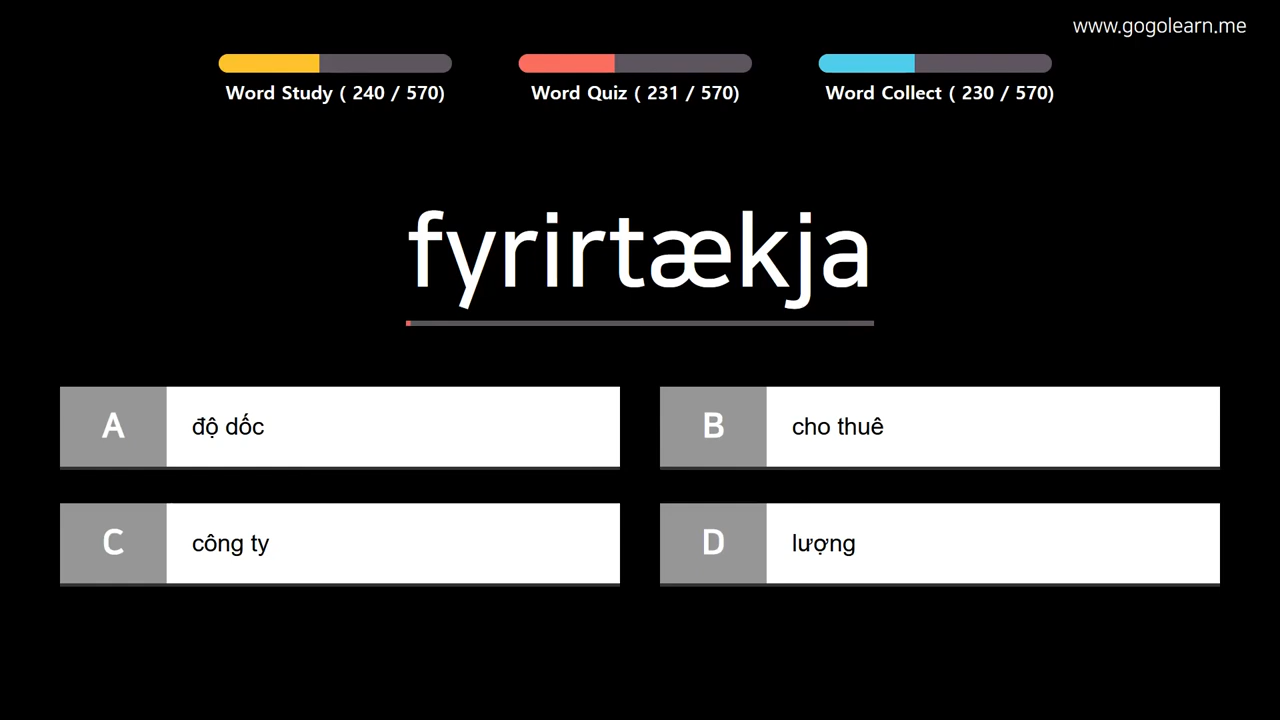 www.gogolearn.me
Word Study ( 240 / 570)
Word Quiz ( 231 / 570)
Word Collect ( 230 / 570)
fyrirtækja
A độ dốc
B cho thuê
C công ty
D lượng